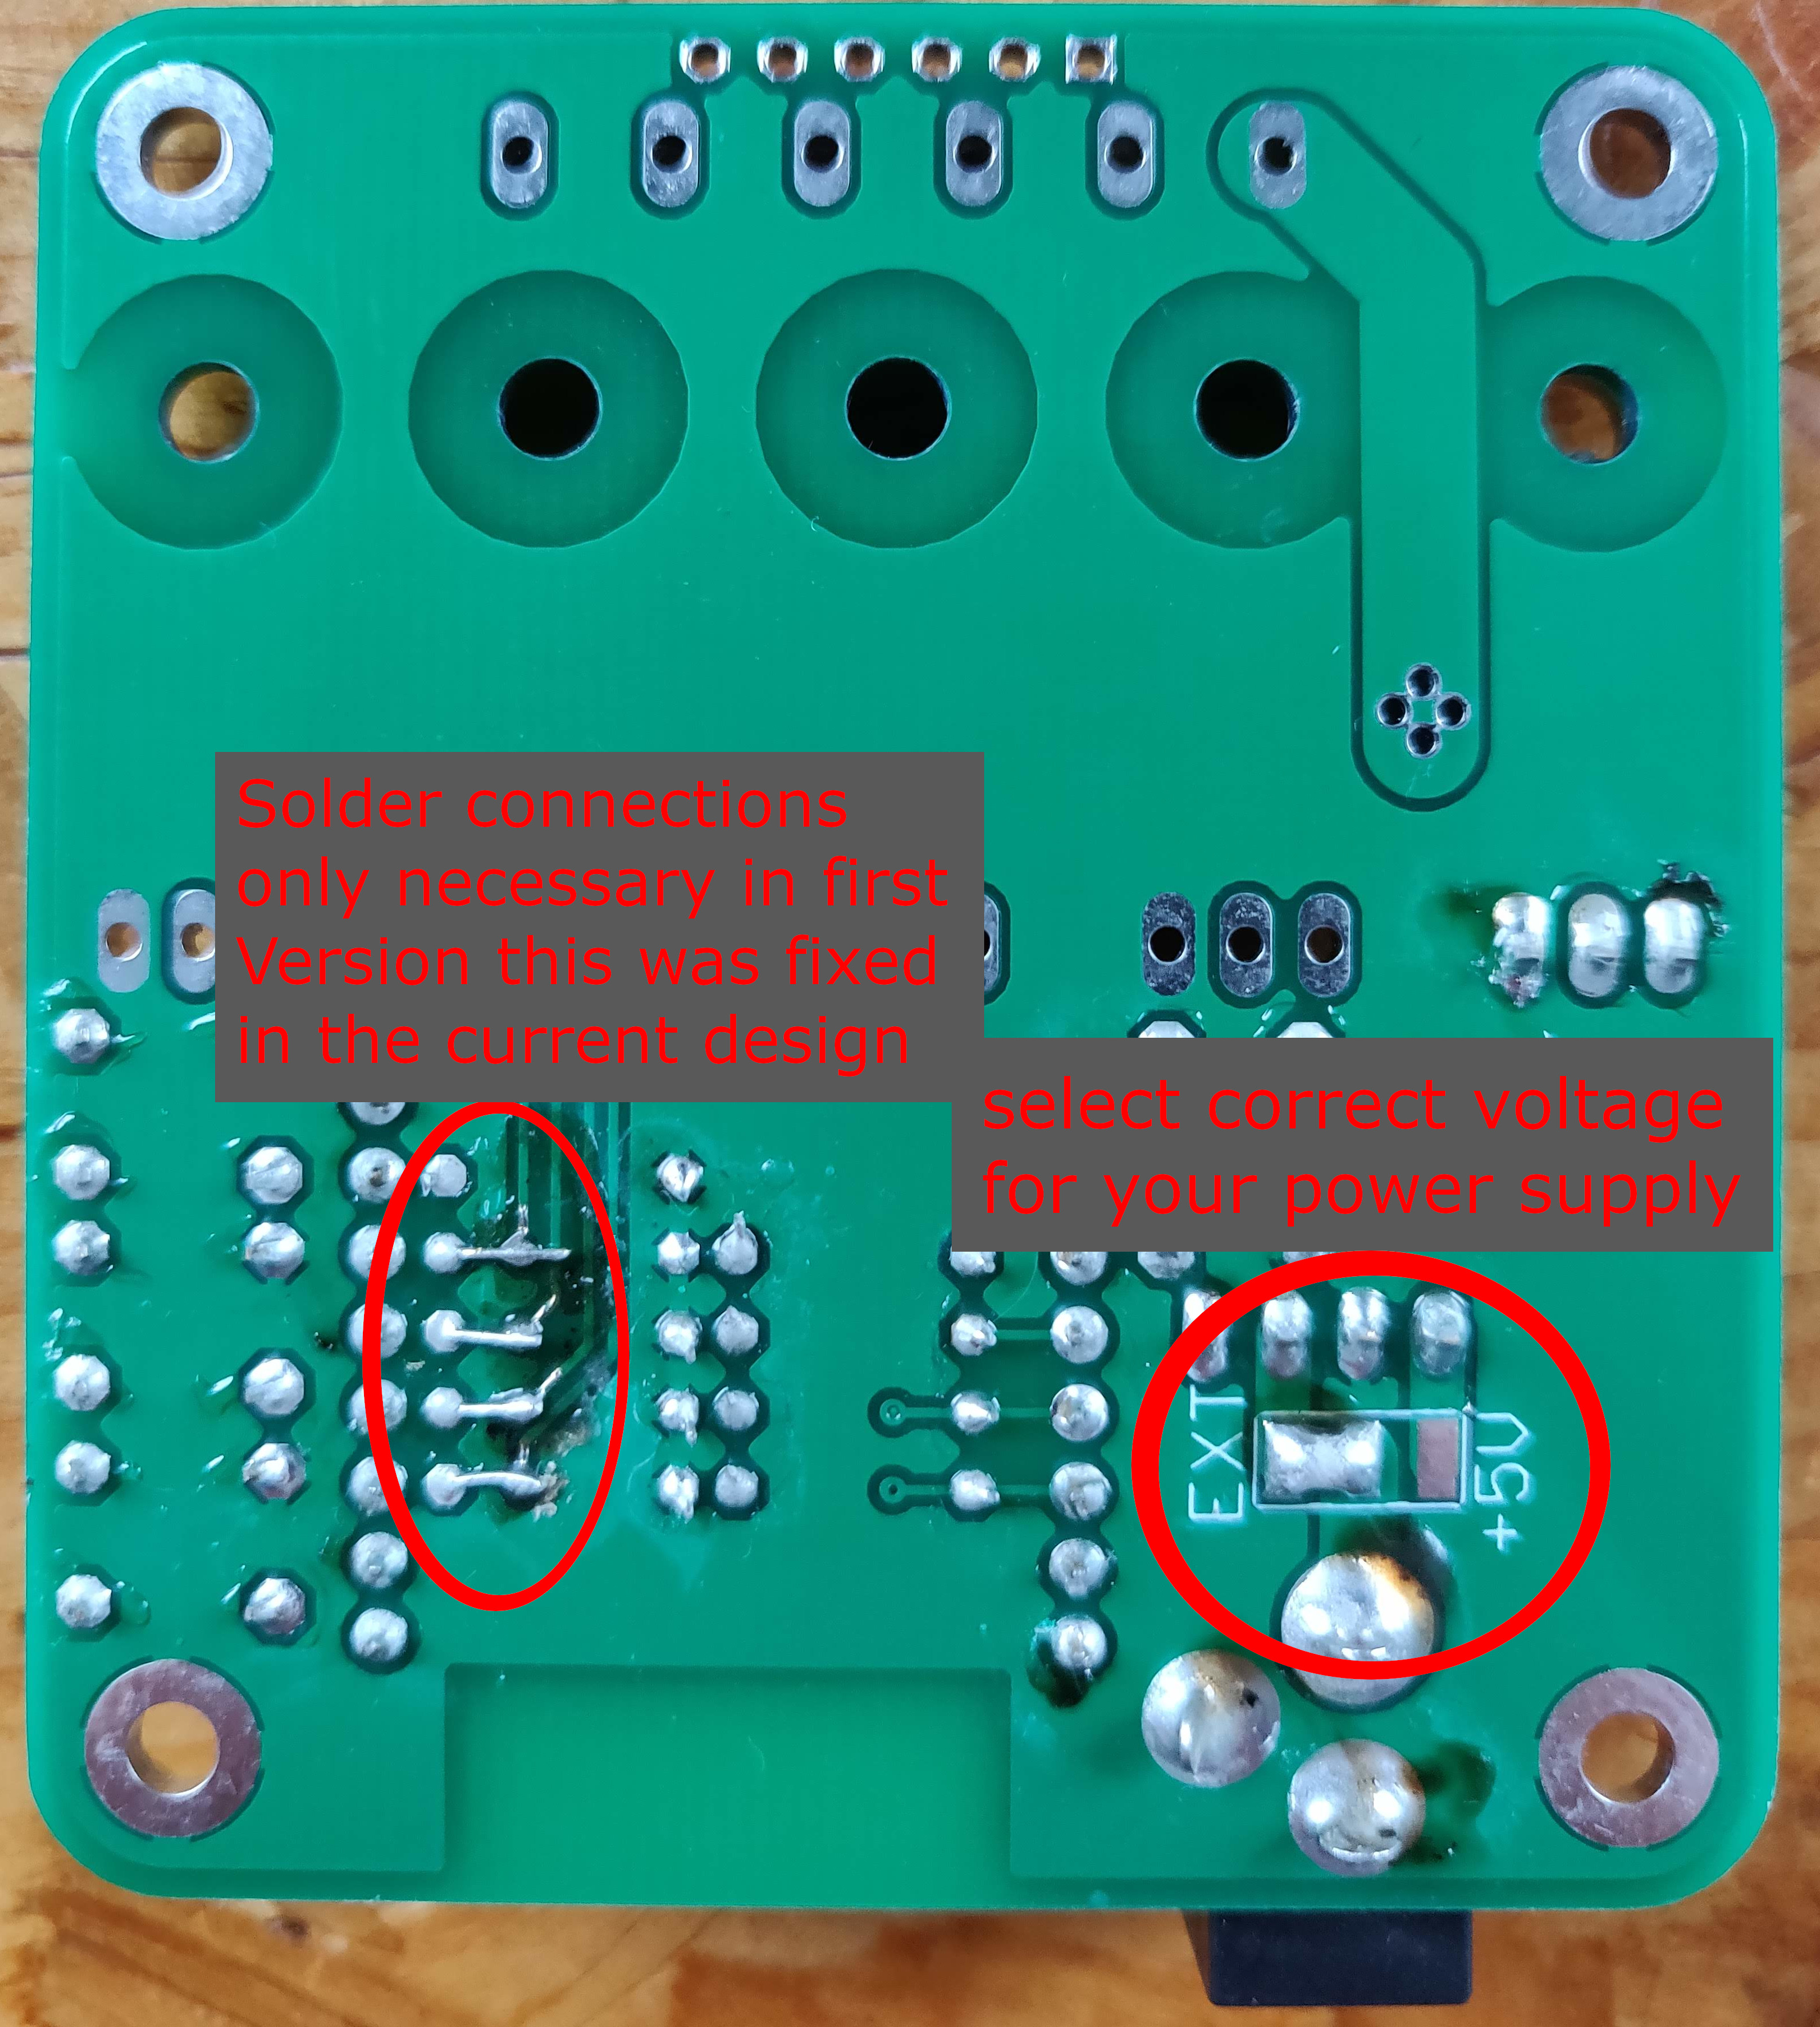 Solder connections
only necessary in first
Version this was fixed
in the current design
select correct voltage
for your power supply
EXT
+5V